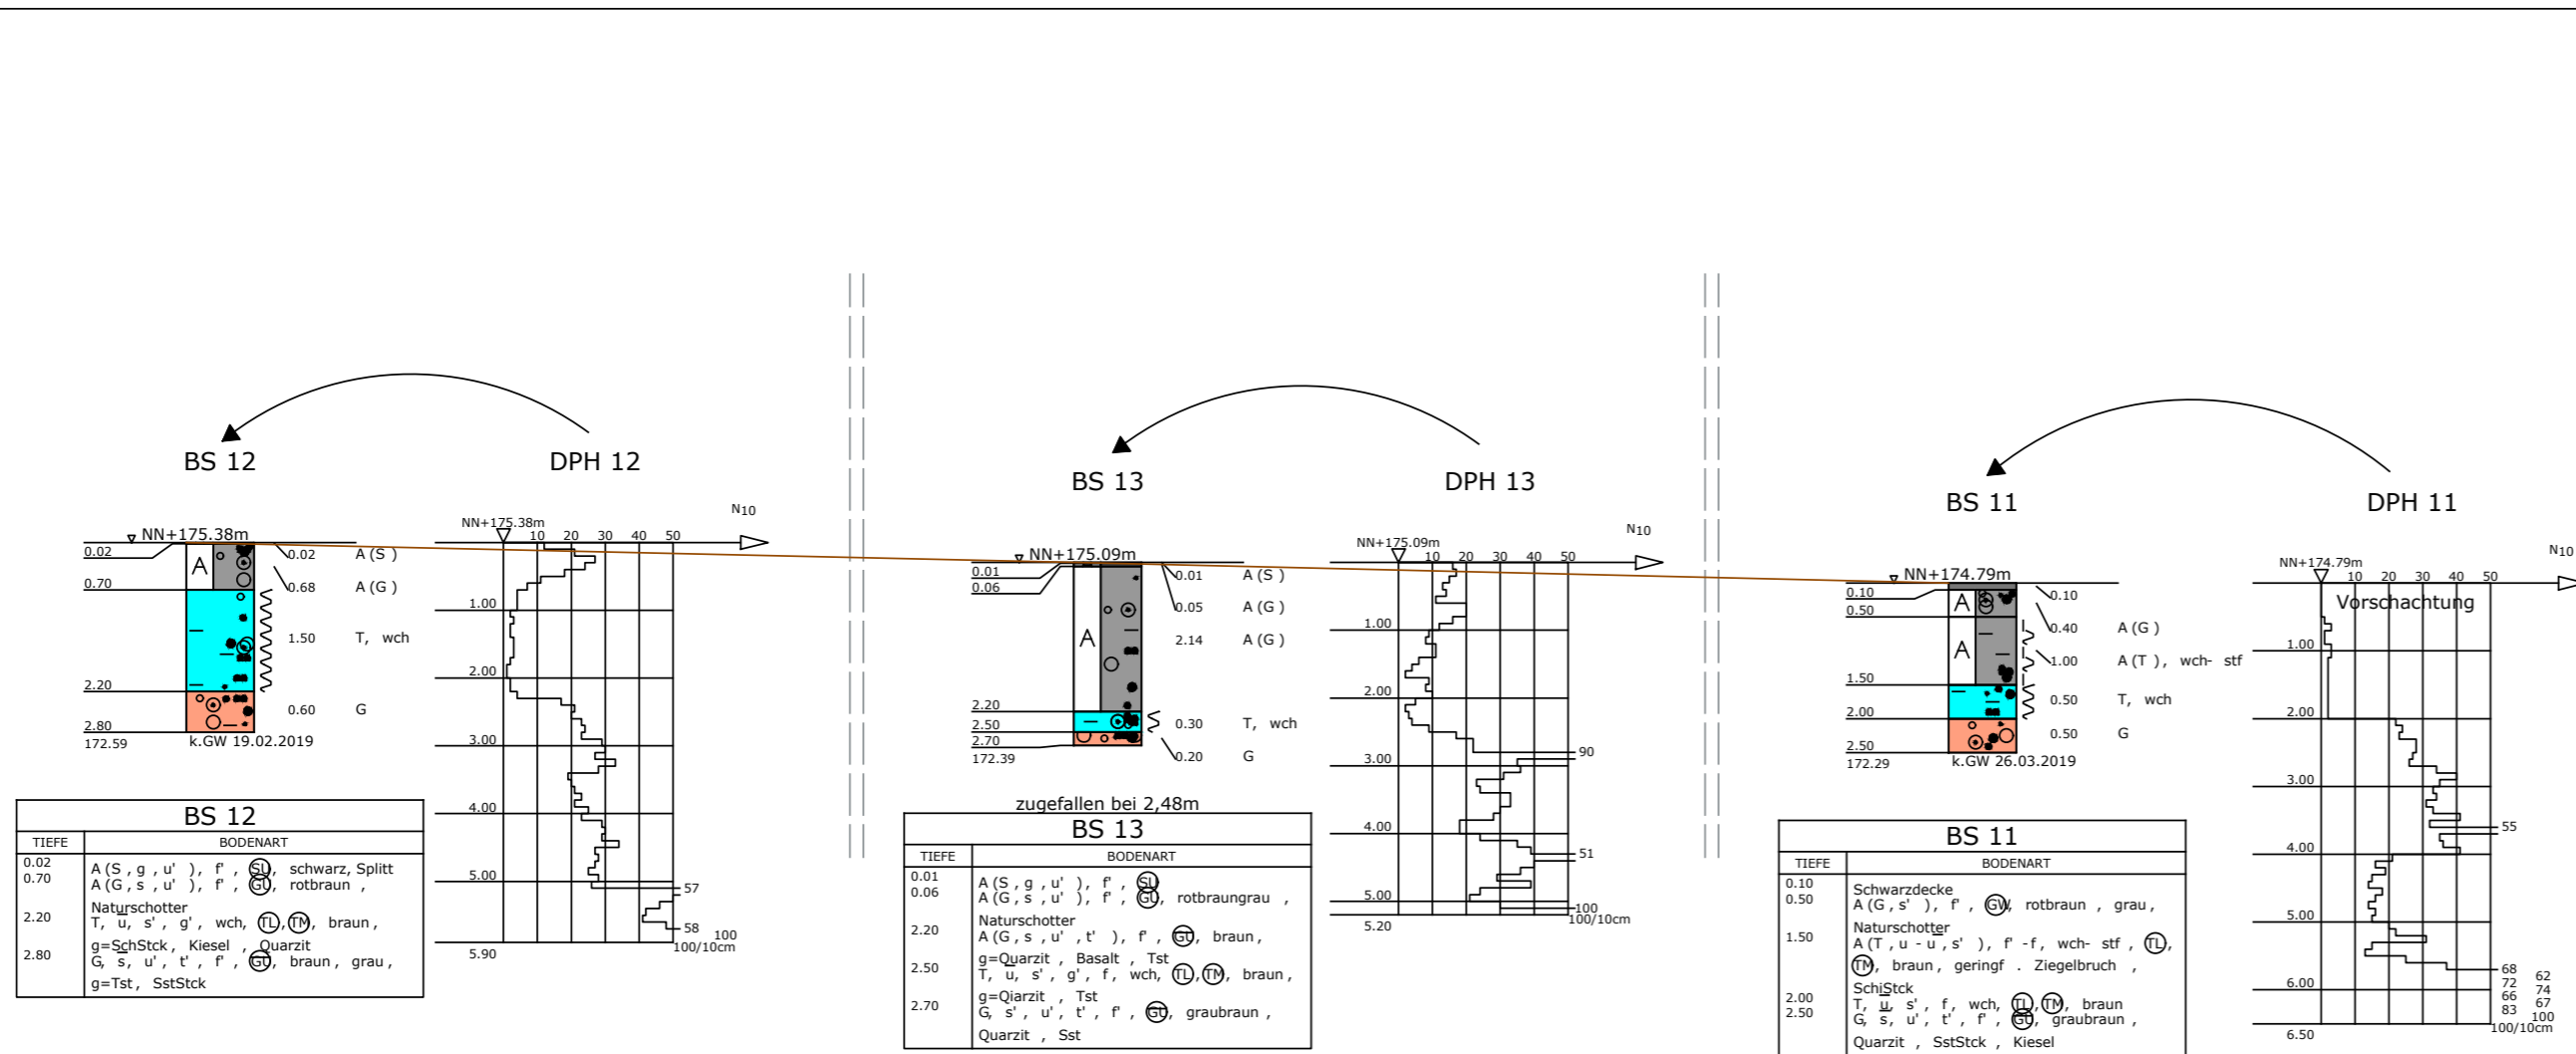 BS 12
DPH 12
NN+175.38m
0.02
0.70
2.20
2.80
172.59
A
0.02 A (S )
0.68 A (G )
1.50 T, wch
0.60 G
k.GW 19.02.2019
NN+175.38m
10 20 30 40 50
N10
1.00
2.00
3.00
4.00
5.00
5.90
57
58
100
100/10cm
BS 12
TIEFE BODENART
0.02 A (S , g , u' ), f' , SU, schwarz, Splitt
0.70 A (G , s , u' ), f' , GU, rotbraun ,
Naturschotter
2.20 T, u̅, s' , g' , wch, TL, TM, braun ,
g=SchStck , Kiesel , Quarzit
2.80 G, s̅, u' , t' , f' , GU̅, braun , grau ,
g=Tst , SstStck
BS 13
DPH 13
NN+175.09m
0.01
0.06
2.20
2.50
2.70
172.39
A
0.01 A (S )
0.05 A (G )
2.14 A (G )
0.30 T, wch
0.20 G
zugefallen bei 2,48m
NN+175.09m
10 20 30 40 50
N10
1.00
2.00
3.00
4.00
5.00
5.20
90
51
100
100/10cm
BS 13
TIEFE BODENART
0.01 A (S , g , u' ), f' , SU
0.06 A (G , s , u' ), f' , GU, rotbraungrau ,
Naturschotter
2.20 A (G , s , u' , t' ), f' , GU̅, braun ,
g=Quarzit , Basalt , Tst
2.50 T, u̅, s' , g' , f , wch, TL, TM, braun ,
g=Qiarzit , Tst
2.70 G, s' , u' , t' , f' , GU̅, graubraun ,
Quarzit , Sst
BS 11
DPH 11
NN+174.79m
0.10
0.50
1.50
2.00
2.50
172.29
A
A
0.10
0.40 A (G )
1.00 A (T ), wch- stf
0.50 T, wch
0.50 G
k.GW 26.03.2019
NN+174.79m
10 20 30 40 50
N10
Vorschachtung
1.00
2.00
3.00
4.00
5.00
6.00
6.50
55
68 62
72 74
66 67
83 100
100/10cm
BS 11
TIEFE BODENART
0.10 Schwarzdecke
0.50 A (G , s' ), f' , GW, rotbraun , grau ,
Naturschotter
1.50 A (T , u - u̅ , s' ), f' -f , wch- stf , TL,
TM, braun , geringf . Ziegelbruch ,
SchiStck
2.00 T, u̅, s' , f , wch, TL, TM, braun
2.50 G, s̅, u' , t' , f' , GU̅, graubraun ,
Quarzit , SstStck , Kiesel